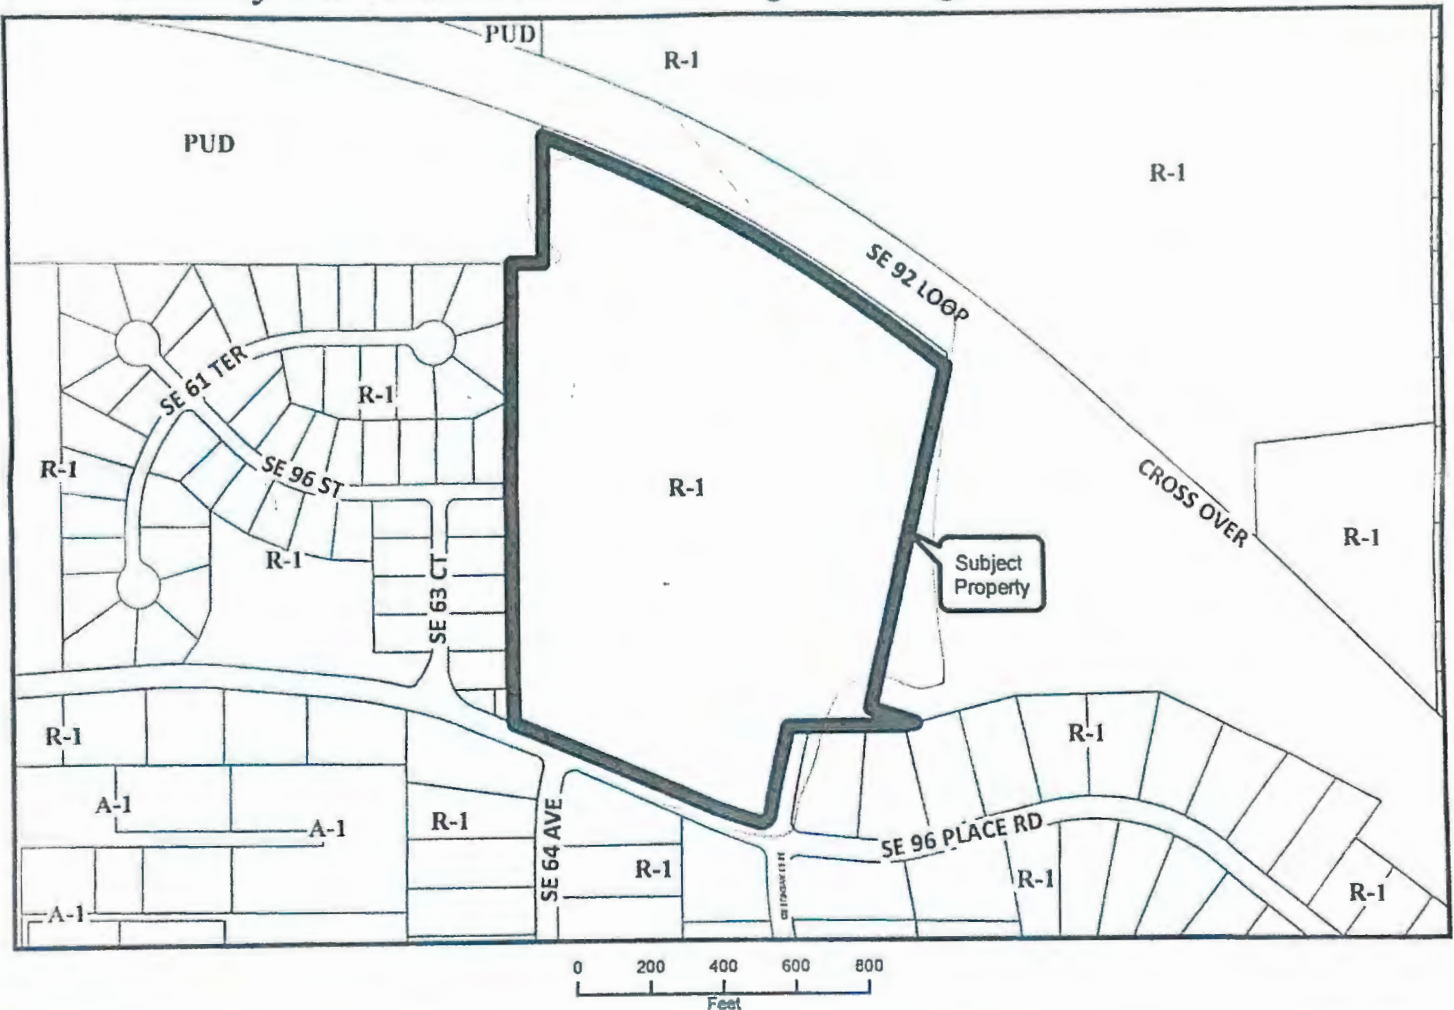 PUD
R-1
PUD
R-1
SE 92 LOOP
SE 61 TER
R-1
R-1
SE 96 ST
R-1
CROSS OVER
R-1
R-1
SE 63 CT
Subject
Property
R-1
R-1
A-1
A-1
R-1
SE 64 AVE
SE 96 PLACE RD
R-1
R-1
R-1
A-1
0 200 400 600 800
Feet